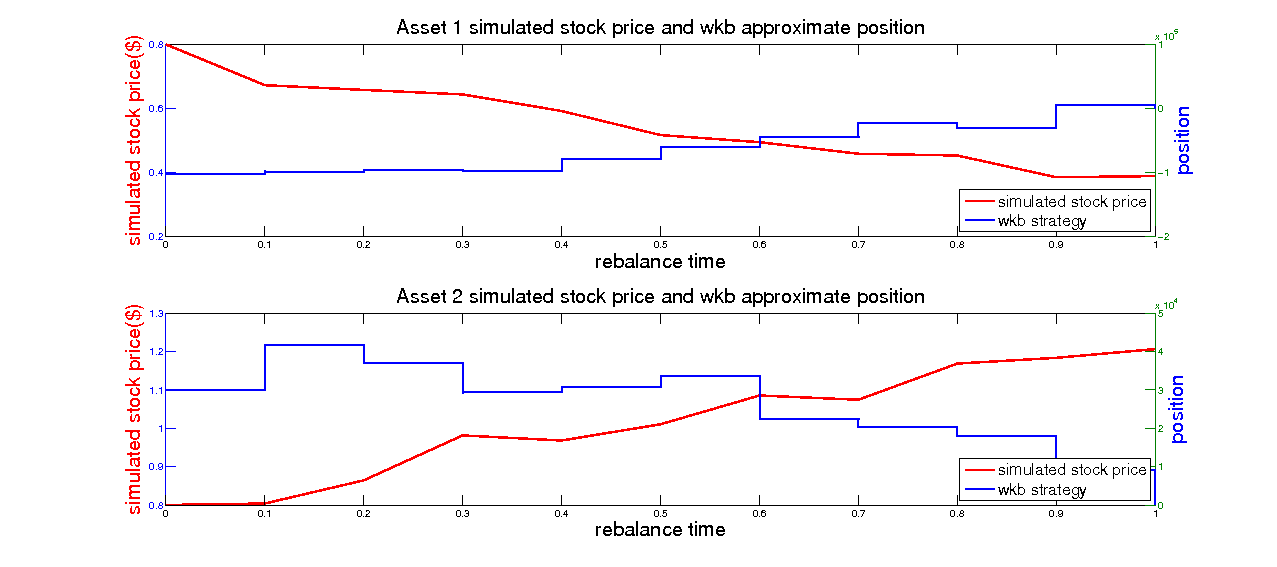 Asset 1 simulated stock price and wkb approximate position
x 10^5
0.8
0.6
0.4
0.2
simulated stock price($)
1
0
-1
-2
position
simulated stock price
wkb strategy
0 0.1 0.2 0.3 0.4 0.5 0.6 0.7 0.8 0.9 1
rebalance time
Asset 2 simulated stock price and wkb approximate position
x 10^4
1.3
1.2
1.1
1
0.9
0.8
simulated stock price($)
5
4
3
2
1
0
position
simulated stock price
wkb strategy
0 0.1 0.2 0.3 0.4 0.5 0.6 0.7 0.8 0.9 1
rebalance time